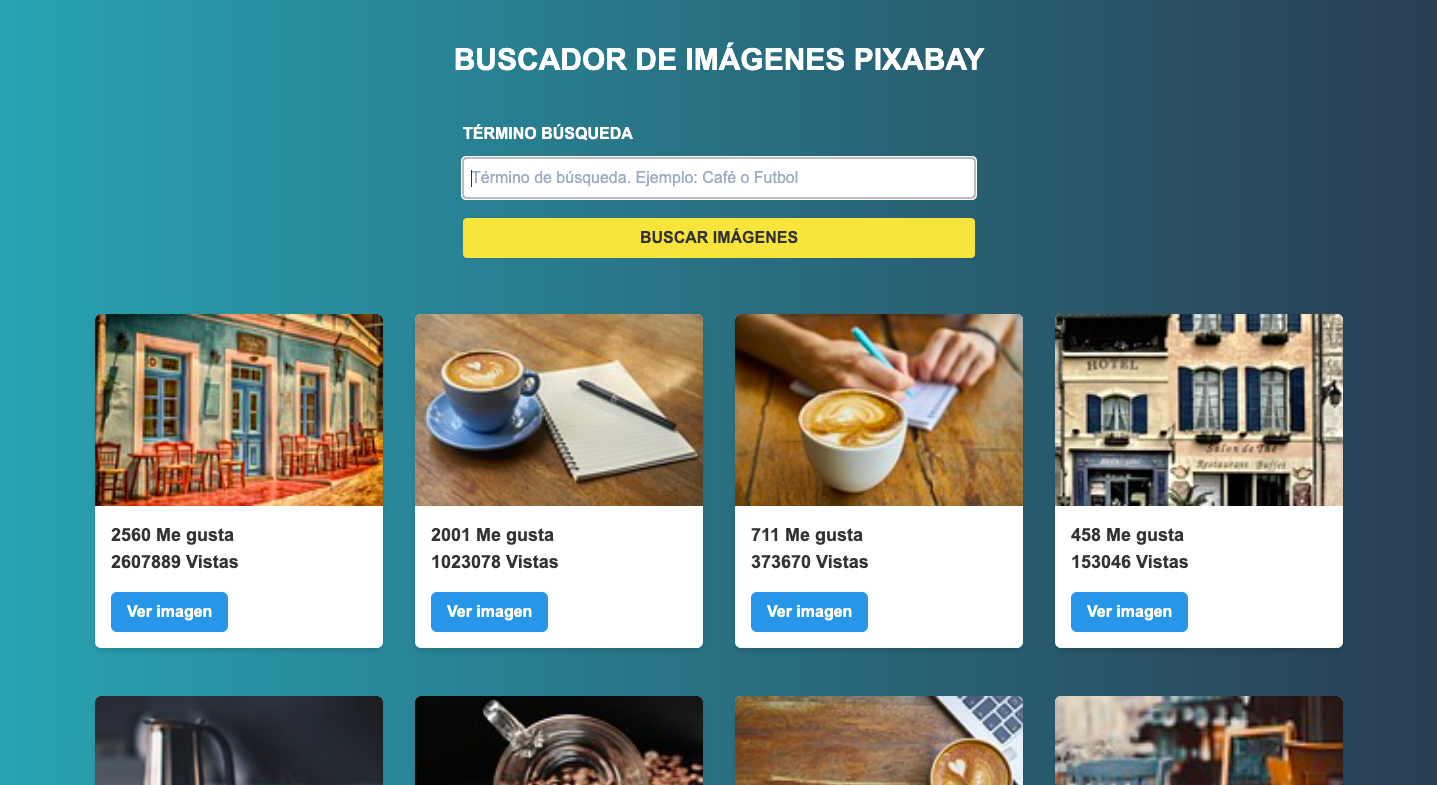 BUSCADOR DE IMÁGENES PIXABAY
TÉRMINO BÚSQUEDA
Término de búsqueda. Ejemplo: Café o Futbol
BUSCAR IMÁGENES
HOTEL
Salon de Thé
Restaurant Buffet
2560 Me gusta
2607889 Vistas
Ver imagen
2001 Me gusta
1023078 Vistas
Ver imagen
711 Me gusta
373670 Vistas
Ver imagen
458 Me gusta
153046 Vistas
Ver imagen